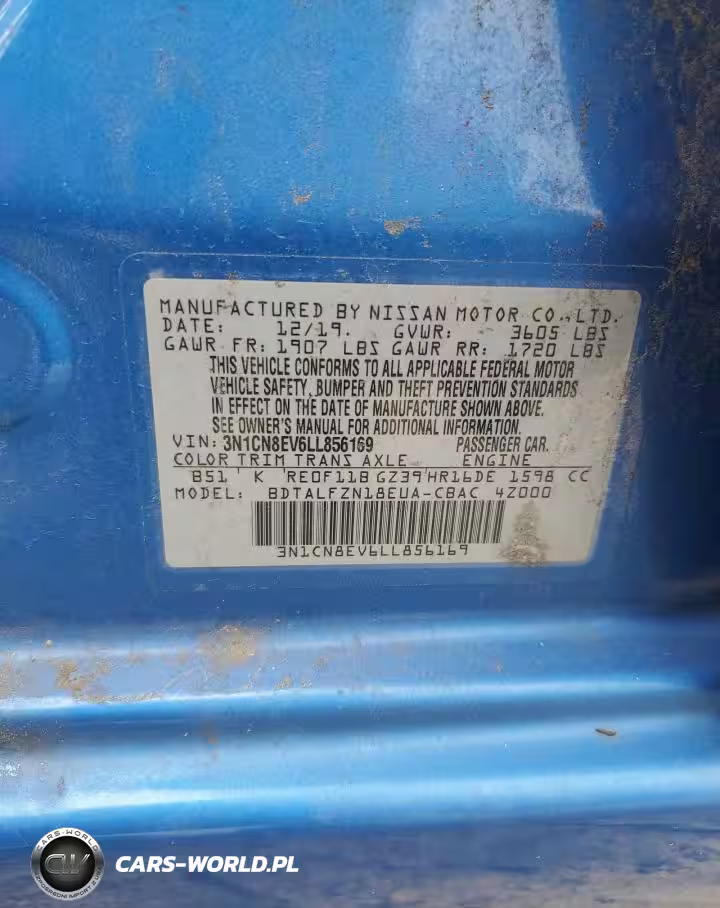 MANUFACTURED BY NISSAN MOTOR CO., LTD.
DATE: 12/19. GVWR: 3605 LBS
GAWR FR: 1907 LBS GAWR RR: 1720 LBS
THIS VEHICLE CONFORMS TO ALL APPLICABLE FEDERAL MOTOR
VEHICLE SAFETY, BUMPER AND THEFT PREVENTION STANDARDS
IN EFFECT ON THE DATE OF MANUFACTURE SHOWN ABOVE.
SEE OWNER'S MANUAL FOR ADDITIONAL INFORMATION.
VIN: 3N1CN8EV6LL856169 PASSENGER CAR.
COLOR TRIM TRANS AXLE ENGINE
B51 K RE0F11B GZ39 HR16DE 1598 CC
MODEL: BDTALFZN18EUA-CBAC 4Z000
3N1CN8EV6LL856169
CARS-WORLD
CW
CARS-WORLD.PL